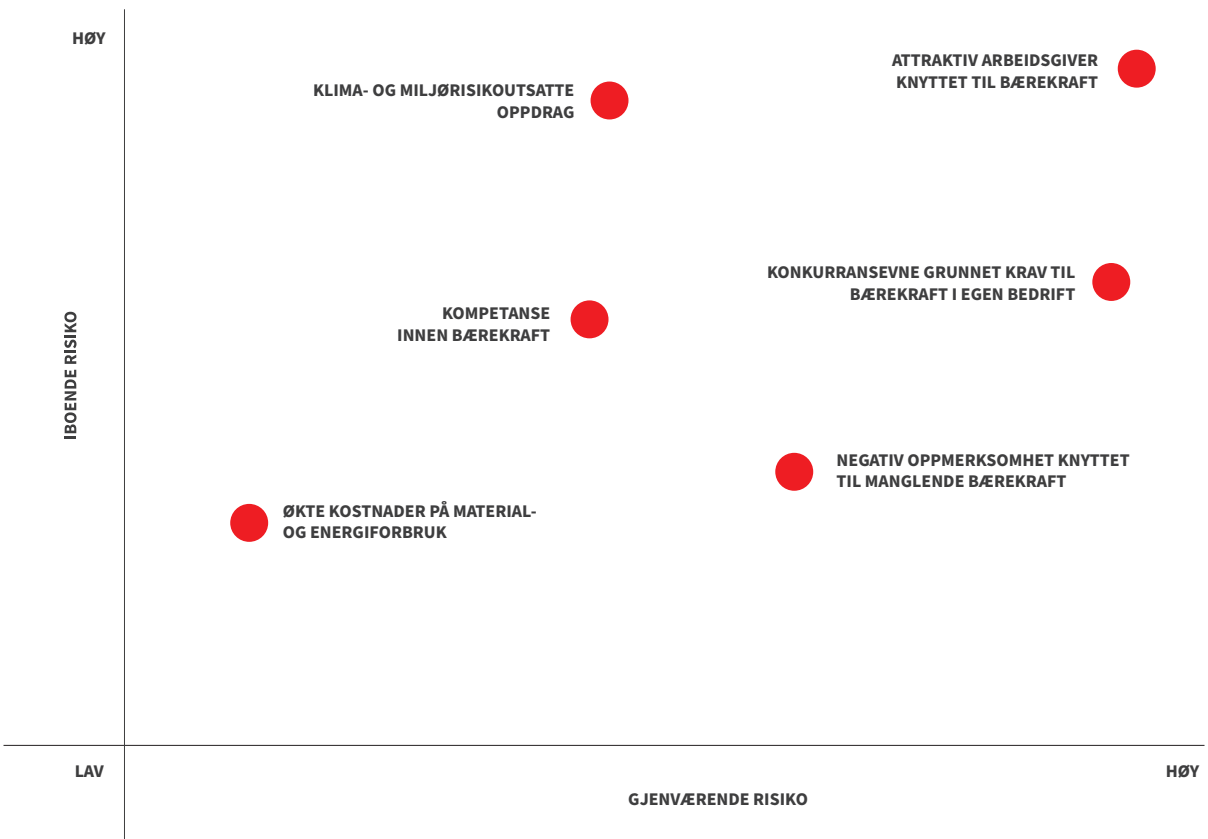 HØY
ATTRAKTIV ARBEIDSGIVER
KNYTTET TIL BÆREKRAFT
KLIMA- OG MILJØRISIKOUTSATTE
OPPDRAG
KONKURRANSEVNE GRUNNET KRAV TIL
BÆREKRAFT I EGEN BEDRIFT
KOMPETANSE
INNEN BÆREKRAFT
IBOENDE RISIKO
NEGATIV OPPMERKSOMHET KNYTTET
TIL MANGLENDE BÆREKRAFT
ØKTE KOSTNADER PÅ MATERIAL-
OG ENERGIFORBRUK
LAV
HØY
GJENVÆRENDE RISIKO